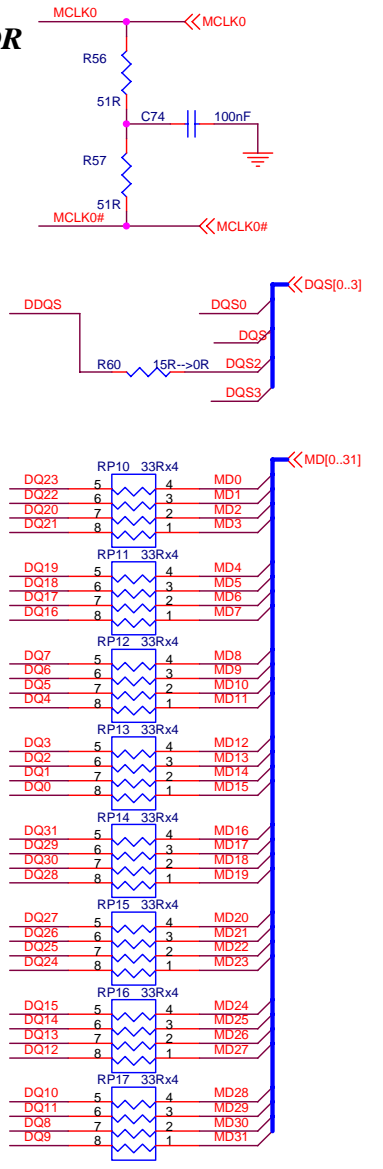 MCLK0 MCLK0
OR
R56
51R
C74 100nF
R57
51R
MCLK0# MCLK0#
DQS[0..3]
DDQS DQS0
DQS1
R60 15R-->0R DQS2
DQS3
MD[0..31]
RP10 33Rx4
DQ23 5 4 MD0
DQ22 6 3 MD1
DQ20 7 2 MD2
DQ21 8 1 MD3
RP11 33Rx4
DQ19 5 4 MD4
DQ18 6 3 MD5
DQ17 7 2 MD6
DQ16 8 1 MD7
RP12 33Rx4
DQ7 5 4 MD8
DQ6 6 3 MD9
DQ5 7 2 MD10
DQ4 8 1 MD11
RP13 33Rx4
DQ3 5 4 MD12
DQ2 6 3 MD13
DQ1 7 2 MD14
DQ0 8 1 MD15
RP14 33Rx4
DQ31 5 4 MD16
DQ29 6 3 MD17
DQ30 7 2 MD18
DQ28 8 1 MD19
RP15 33Rx4
DQ27 5 4 MD20
DQ26 6 3 MD21
DQ25 7 2 MD22
DQ24 8 1 MD23
RP16 33Rx4
DQ15 5 4 MD24
DQ14 6 3 MD25
DQ13 7 2 MD26
DQ12 8 1 MD27
RP17 33Rx4
DQ10 5 4 MD28
DQ11 6 3 MD29
DQ8 7 2 MD30
DQ9 8 1 MD31